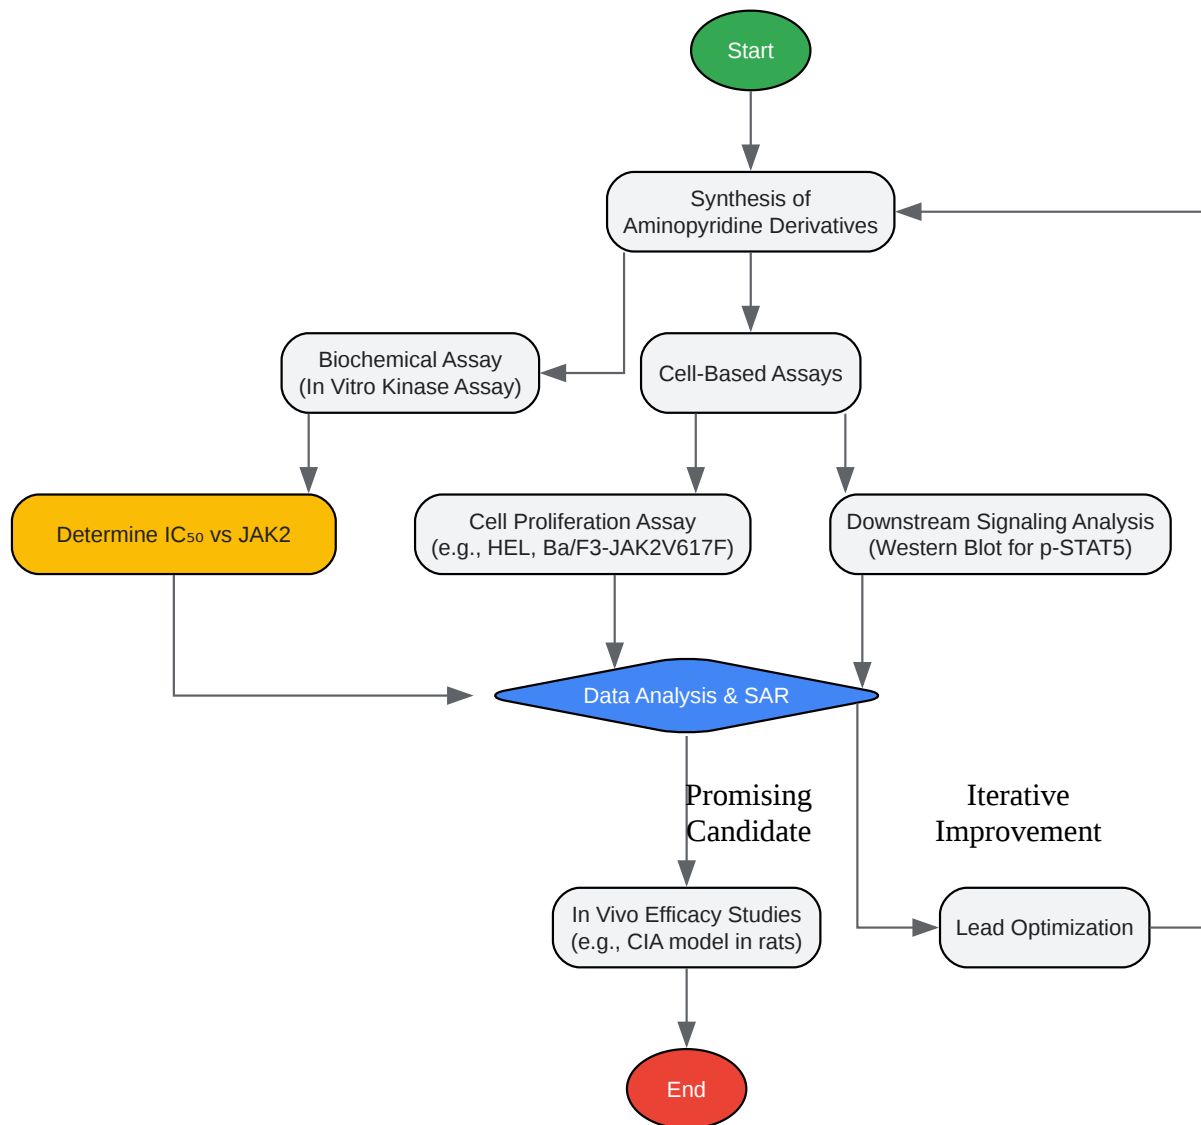 Start
Synthesis of
Aminopyridine Derivatives
Biochemical Assay
(In Vitro Kinase Assay)
Cell-Based Assays
Determine IC₅₀ vs JAK2
Cell Proliferation Assay
(e.g., HEL, Ba/F3-JAK2V617F)
Downstream Signaling Analysis
(Western Blot for p-STAT5)
Data Analysis & SAR
Promising
Candidate
Iterative
Improvement
In Vivo Efficacy Studies
(e.g., CIA model in rats)
Lead Optimization
End